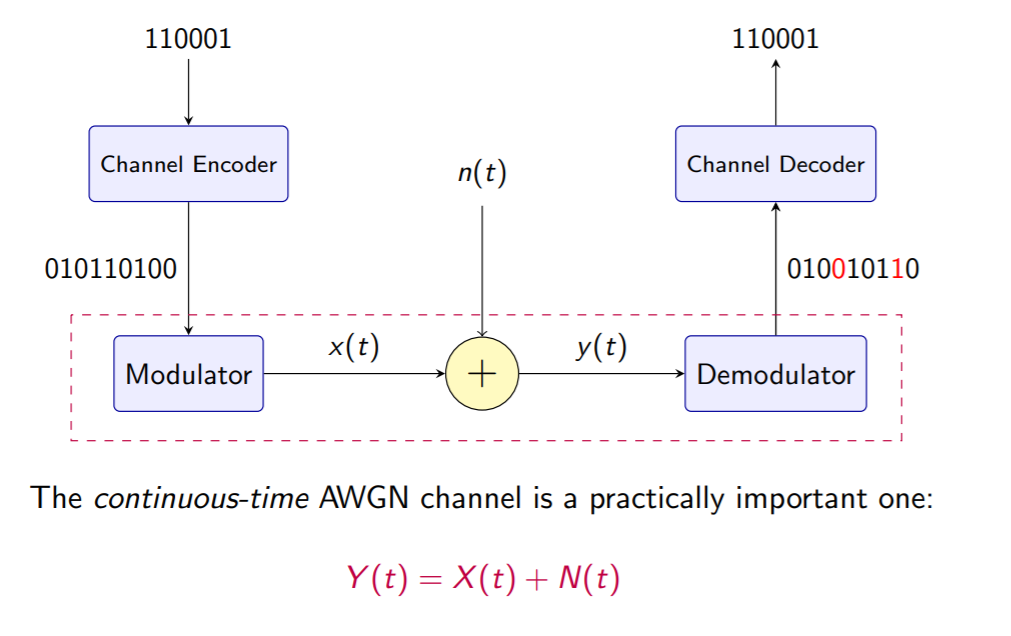 110001
110001
Channel Encoder
n(t)
Channel Decoder
010110100
010010110
Modulator
x(t)
+
y(t)
Demodulator
The continuous-time AWGN channel is a practically important one:
Y(t) = X(t) + N(t)